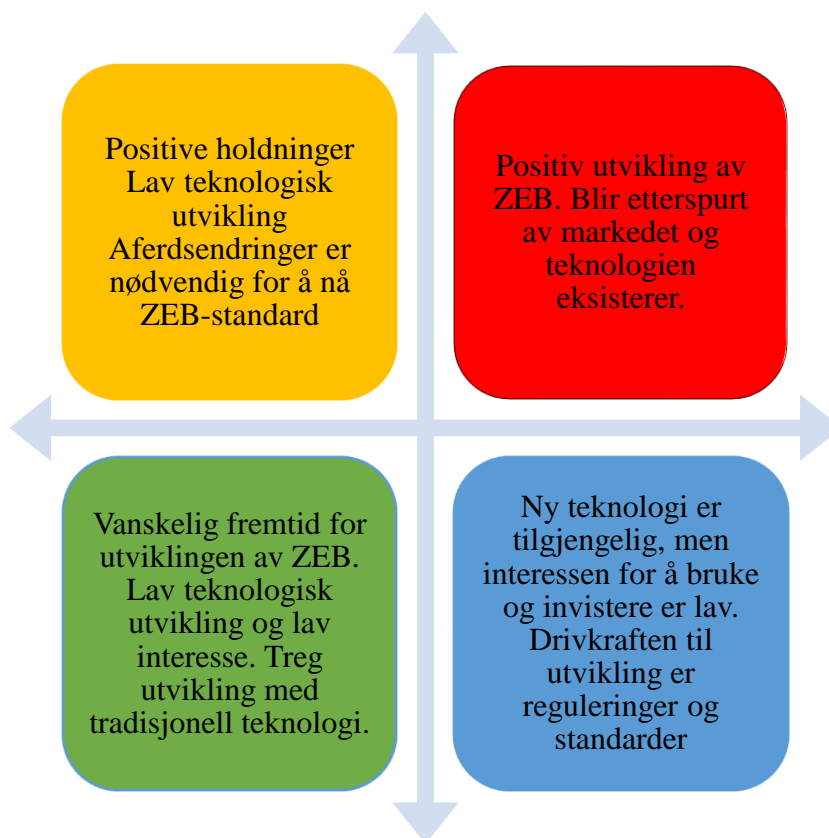 Positive holdninger
Lav teknologisk
utvikling
Aferdsendringer er
nødvendig for å nå
ZEB-standard
Positiv utvikling av
ZEB. Blir etterspurt
av markedet og
teknologien
eksisterer.
Vanskelig fremtid for
utviklingen av ZEB.
Lav teknologisk
utvikling og lav
interesse. Treg
utvikling med
tradisjonell teknologi.
Ny teknologi er
tilgjengelig, men
interessen for å bruke
og invistere er lav.
Drivkraften til
utvikling er
reguleringer og
standarder